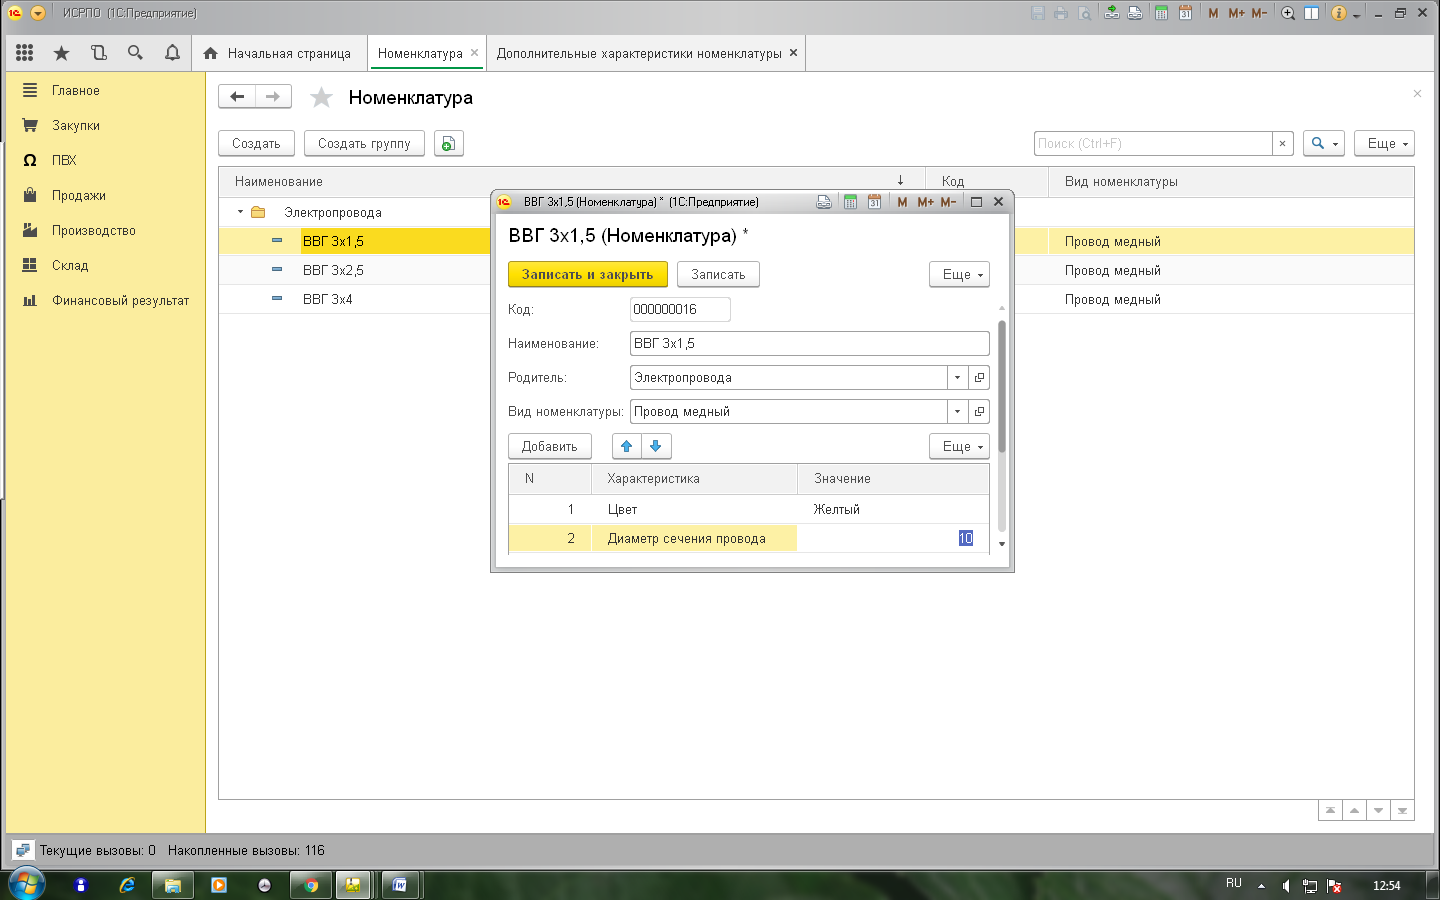 ИСРПО (1С:Предприятие)
M M+ M-
Начальная страница
Номенклатура ×
Дополнительные характеристики номенклатуры ×
Главное
Закупки
ПВХ
Продажи
Производство
Склад
Финансовый результат
Номенклатура
Создать
Создать группу
Поиск (Ctrl+F)
×
Еще
Наименование ↓ Код Вид номенклатуры
Электропровода
ВВГ 3х1,5 Провод медный
ВВГ 3х2,5 Провод медный
ВВГ 3х4 Провод медный
ВВГ 3х1,5 (Номенклатура) * (1С:Предприятие)
31 M M+ M-
ВВГ 3х1,5 (Номенклатура) *
Записать и закрыть
Записать
Еще
Код: 000000016
Наименование: ВВГ 3х1,5
Родитель: Электропровода
Вид номенклатуры: Провод медный
Добавить
Еще
N Характеристика Значение
1 Цвет Желтый
2 Диаметр сечения провода 10
Текущие вызовы: 0 Накопленные вызовы: 116
RU
12:54